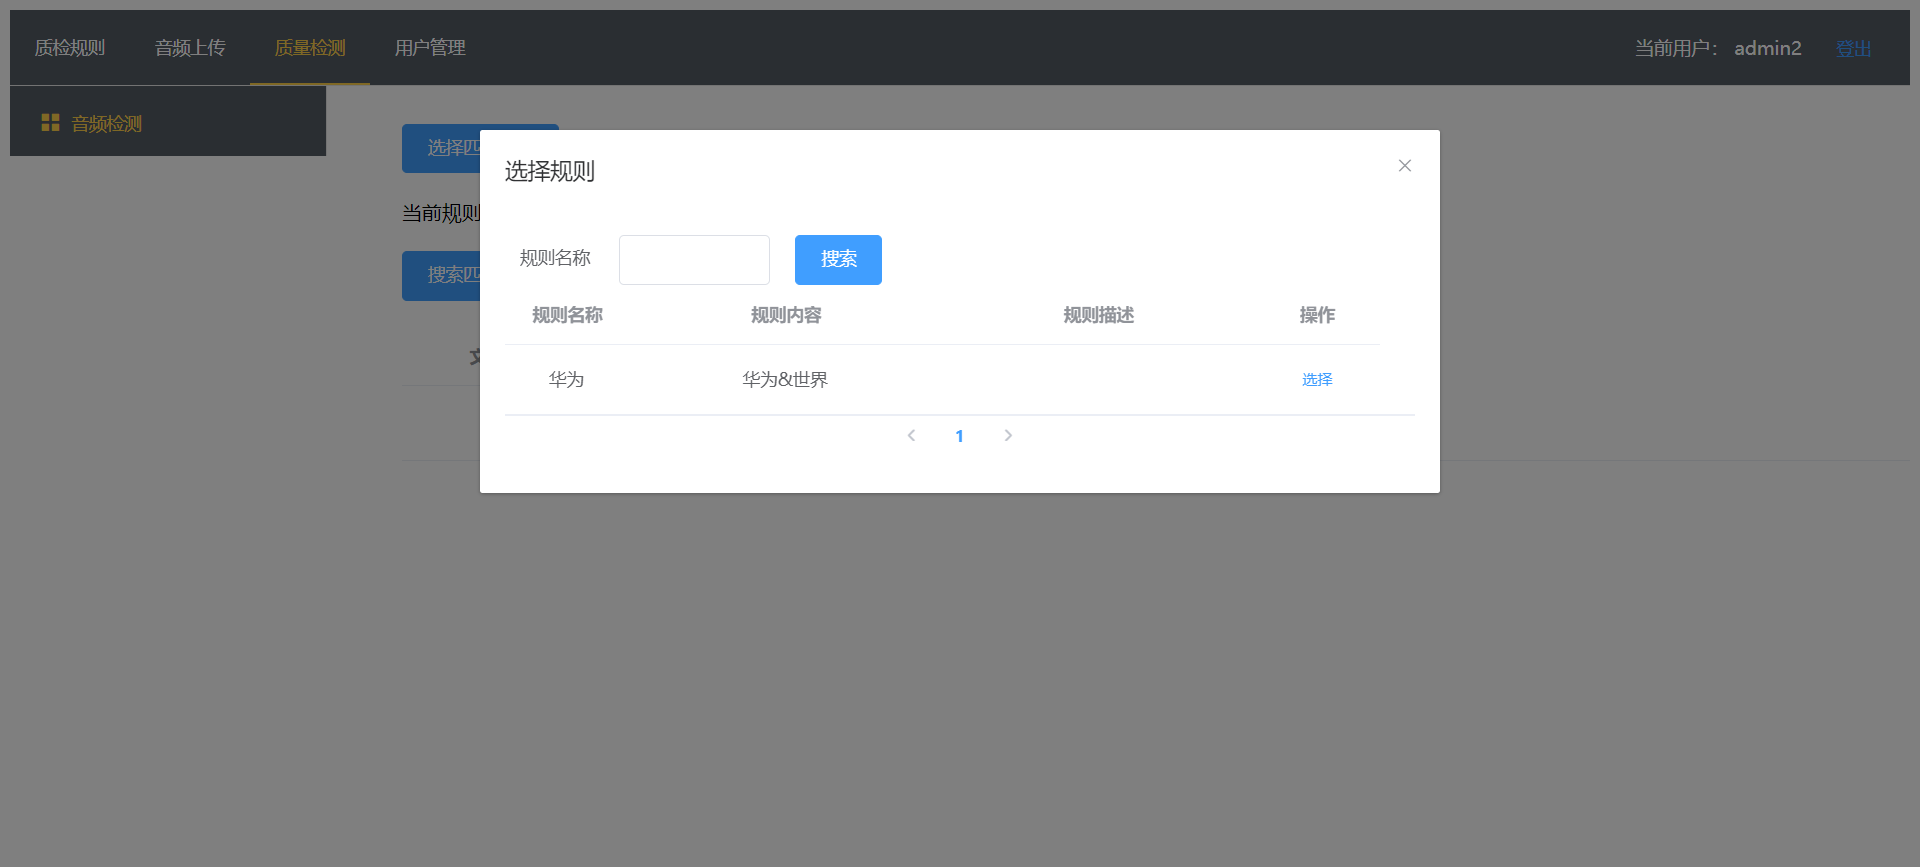 质检规则 音频上传 质量检测 用户管理 当前用户： admin2 登出
音频检测
选择匹
选择规则
当前规则
规则名称 搜索
搜索匹
规则名称 规则内容 规则描述 操作
华为 华为&世界 选择
1